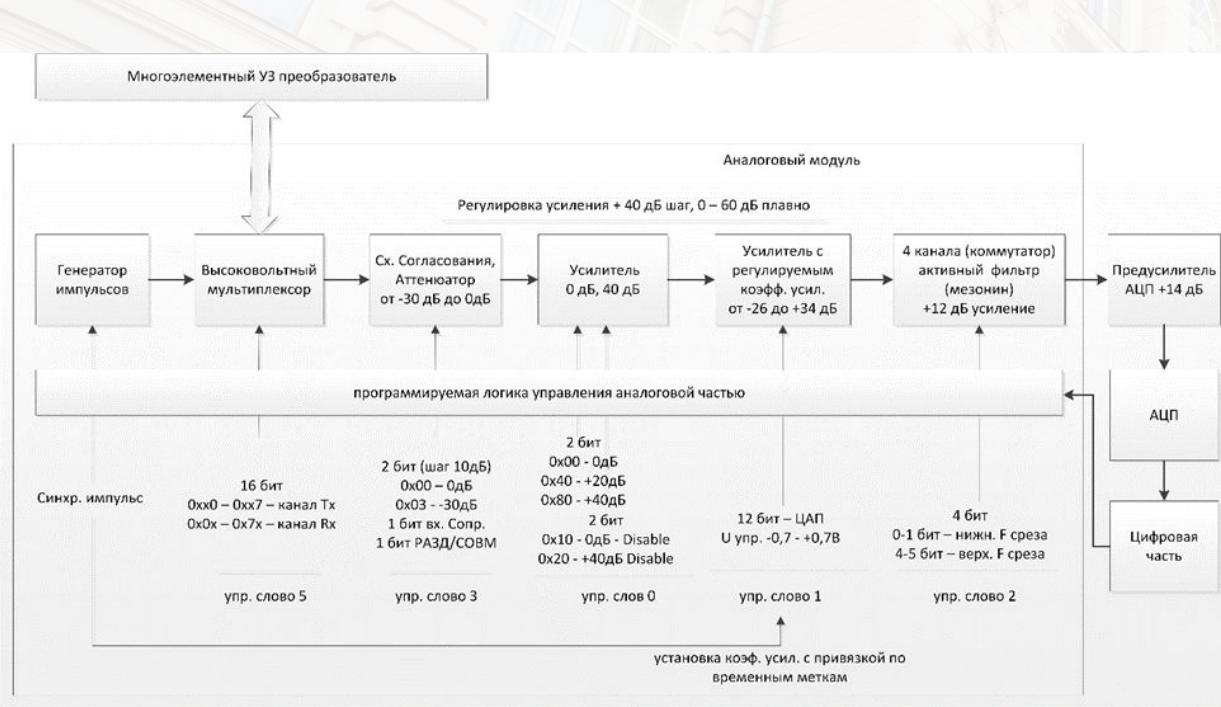 Многоэлементный УЗ преобразователь
Аналоговый модуль
Регулировка усиления + 40 дБ шаг, 0 – 60 дБ плавно
Генератор
импульсов
Высоковольтный
мультиплексор
Сх. Согласования,
Аттенюатор
от -30 дБ до 0дБ
Усилитель
0 дБ, 40 дБ
Усилитель с
регулируемым
коэфф. усил.
от -26 до +34 дБ
4 канала (коммутатор)
активный фильтр
(мезонин)
+12 дБ усиление
Предусилитель
АЦП +14 дБ
программируемая логика управления аналоговой частью
АЦП
Цифровая
часть
Синхр. импульс
16 бит
0xx0 – 0xx7 – канал Tx
0x0x – 0x7x – канал Rx
упр. слово 5
2 бит (шаг 10дБ)
0x00 – 0дБ
0x03 - -30дБ
1 бит вх. Сопр.
1 бит РАЗД/СОВМ
упр. слово 3
2 бит
0x00 - 0дБ
0x40 - +20дБ
0x80 - +40дБ
2 бит
0x10 - 0дБ - Disable
0x20 - +40дБ Disable
упр. слов 0
12 бит – ЦАП
U упр. -0,7 - +0,7В
упр. слово 1
4 бит
0-1 бит – нижн. F среза
4-5 бит – верх. F среза
упр. слово 2
установка коэф. усил. с привязкой по
временным меткам